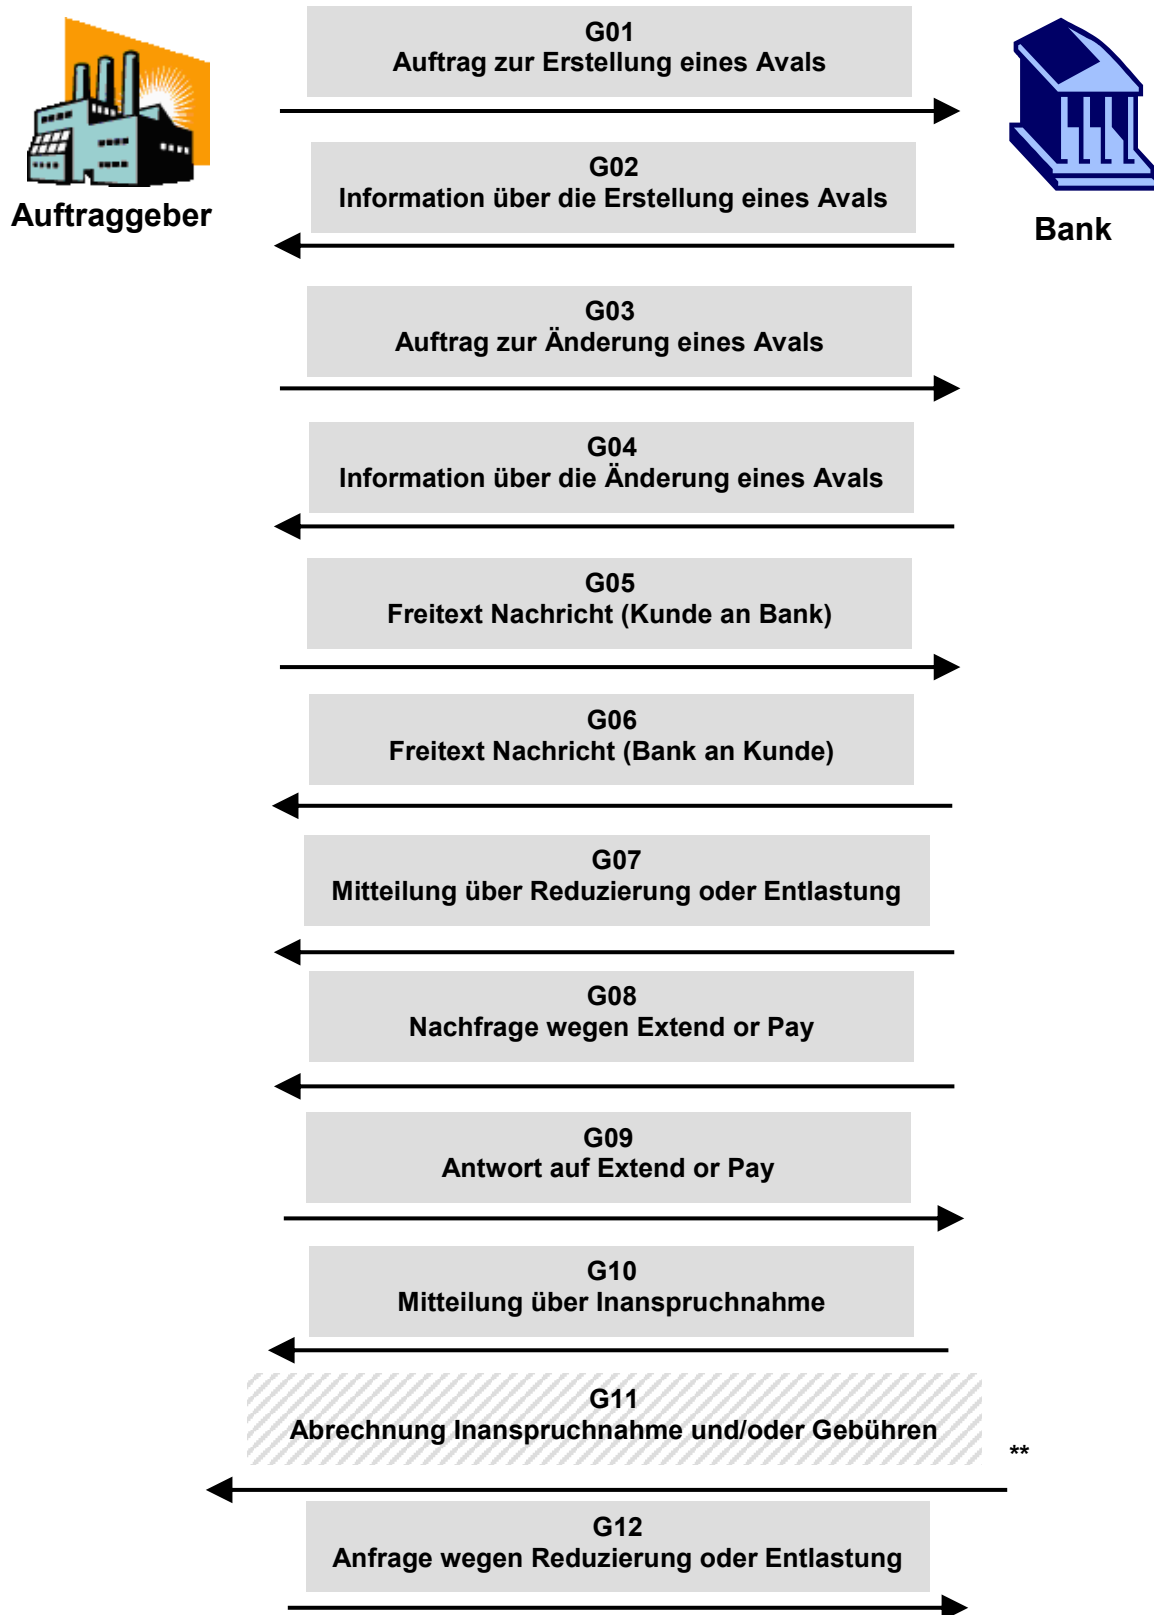 G01
Auftrag zur Erstellung eines Avals
G02
Information über die Erstellung eines Avals
Auftraggeber
Bank
G03
Auftrag zur Änderung eines Avals
G04
Information über die Änderung eines Avals
G05
Freitext Nachricht (Kunde an Bank)
G06
Freitext Nachricht (Bank an Kunde)
G07
Mitteilung über Reduzierung oder Entlastung
G08
Nachfrage wegen Extend or Pay
G09
Antwort auf Extend or Pay
G10
Mitteilung über Inanspruchnahme
G11
Abrechnung Inanspruchnahme und/oder Gebühren
**
G12
Anfrage wegen Reduzierung oder Entlastung